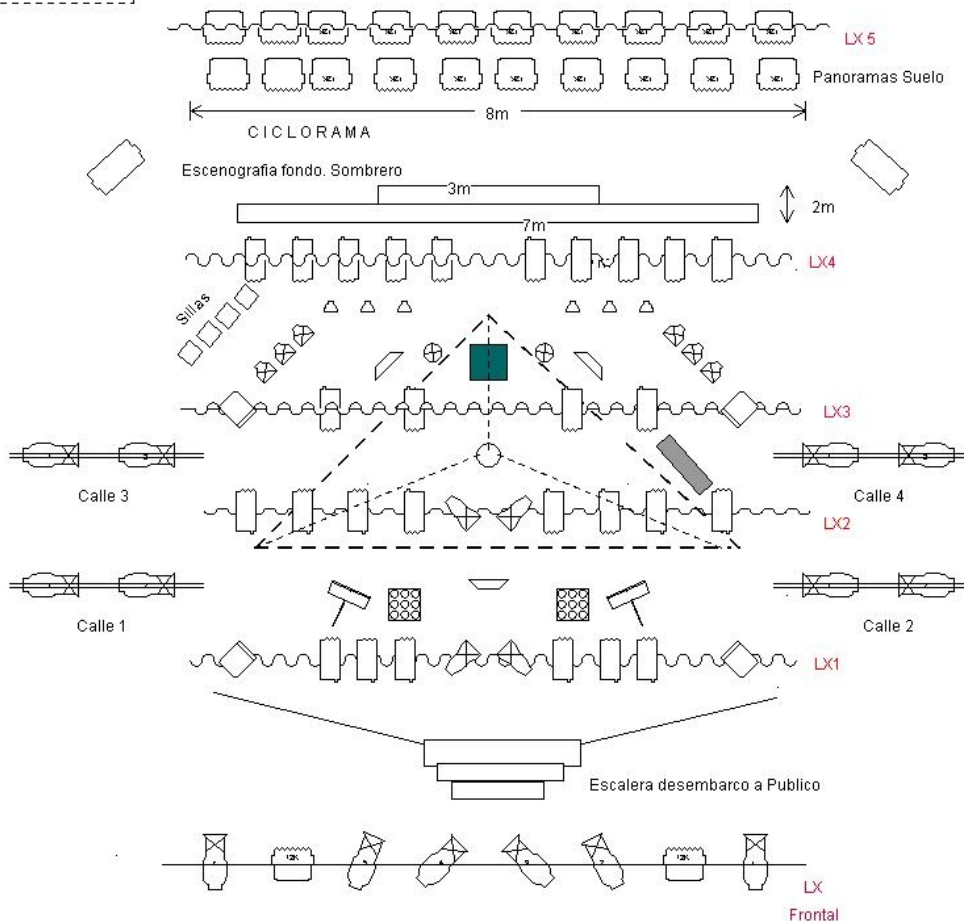 LX 5
Panoramas Suelo
8m
CICLORAMA
Escenografia fondo. Sombrero
3m
2m
7m
LX4
Sillas
LX3
Calle 3
Calle 4
LX2
Calle 1
Calle 2
LX1
Escalera desembarco a Publico
LX
Frontal